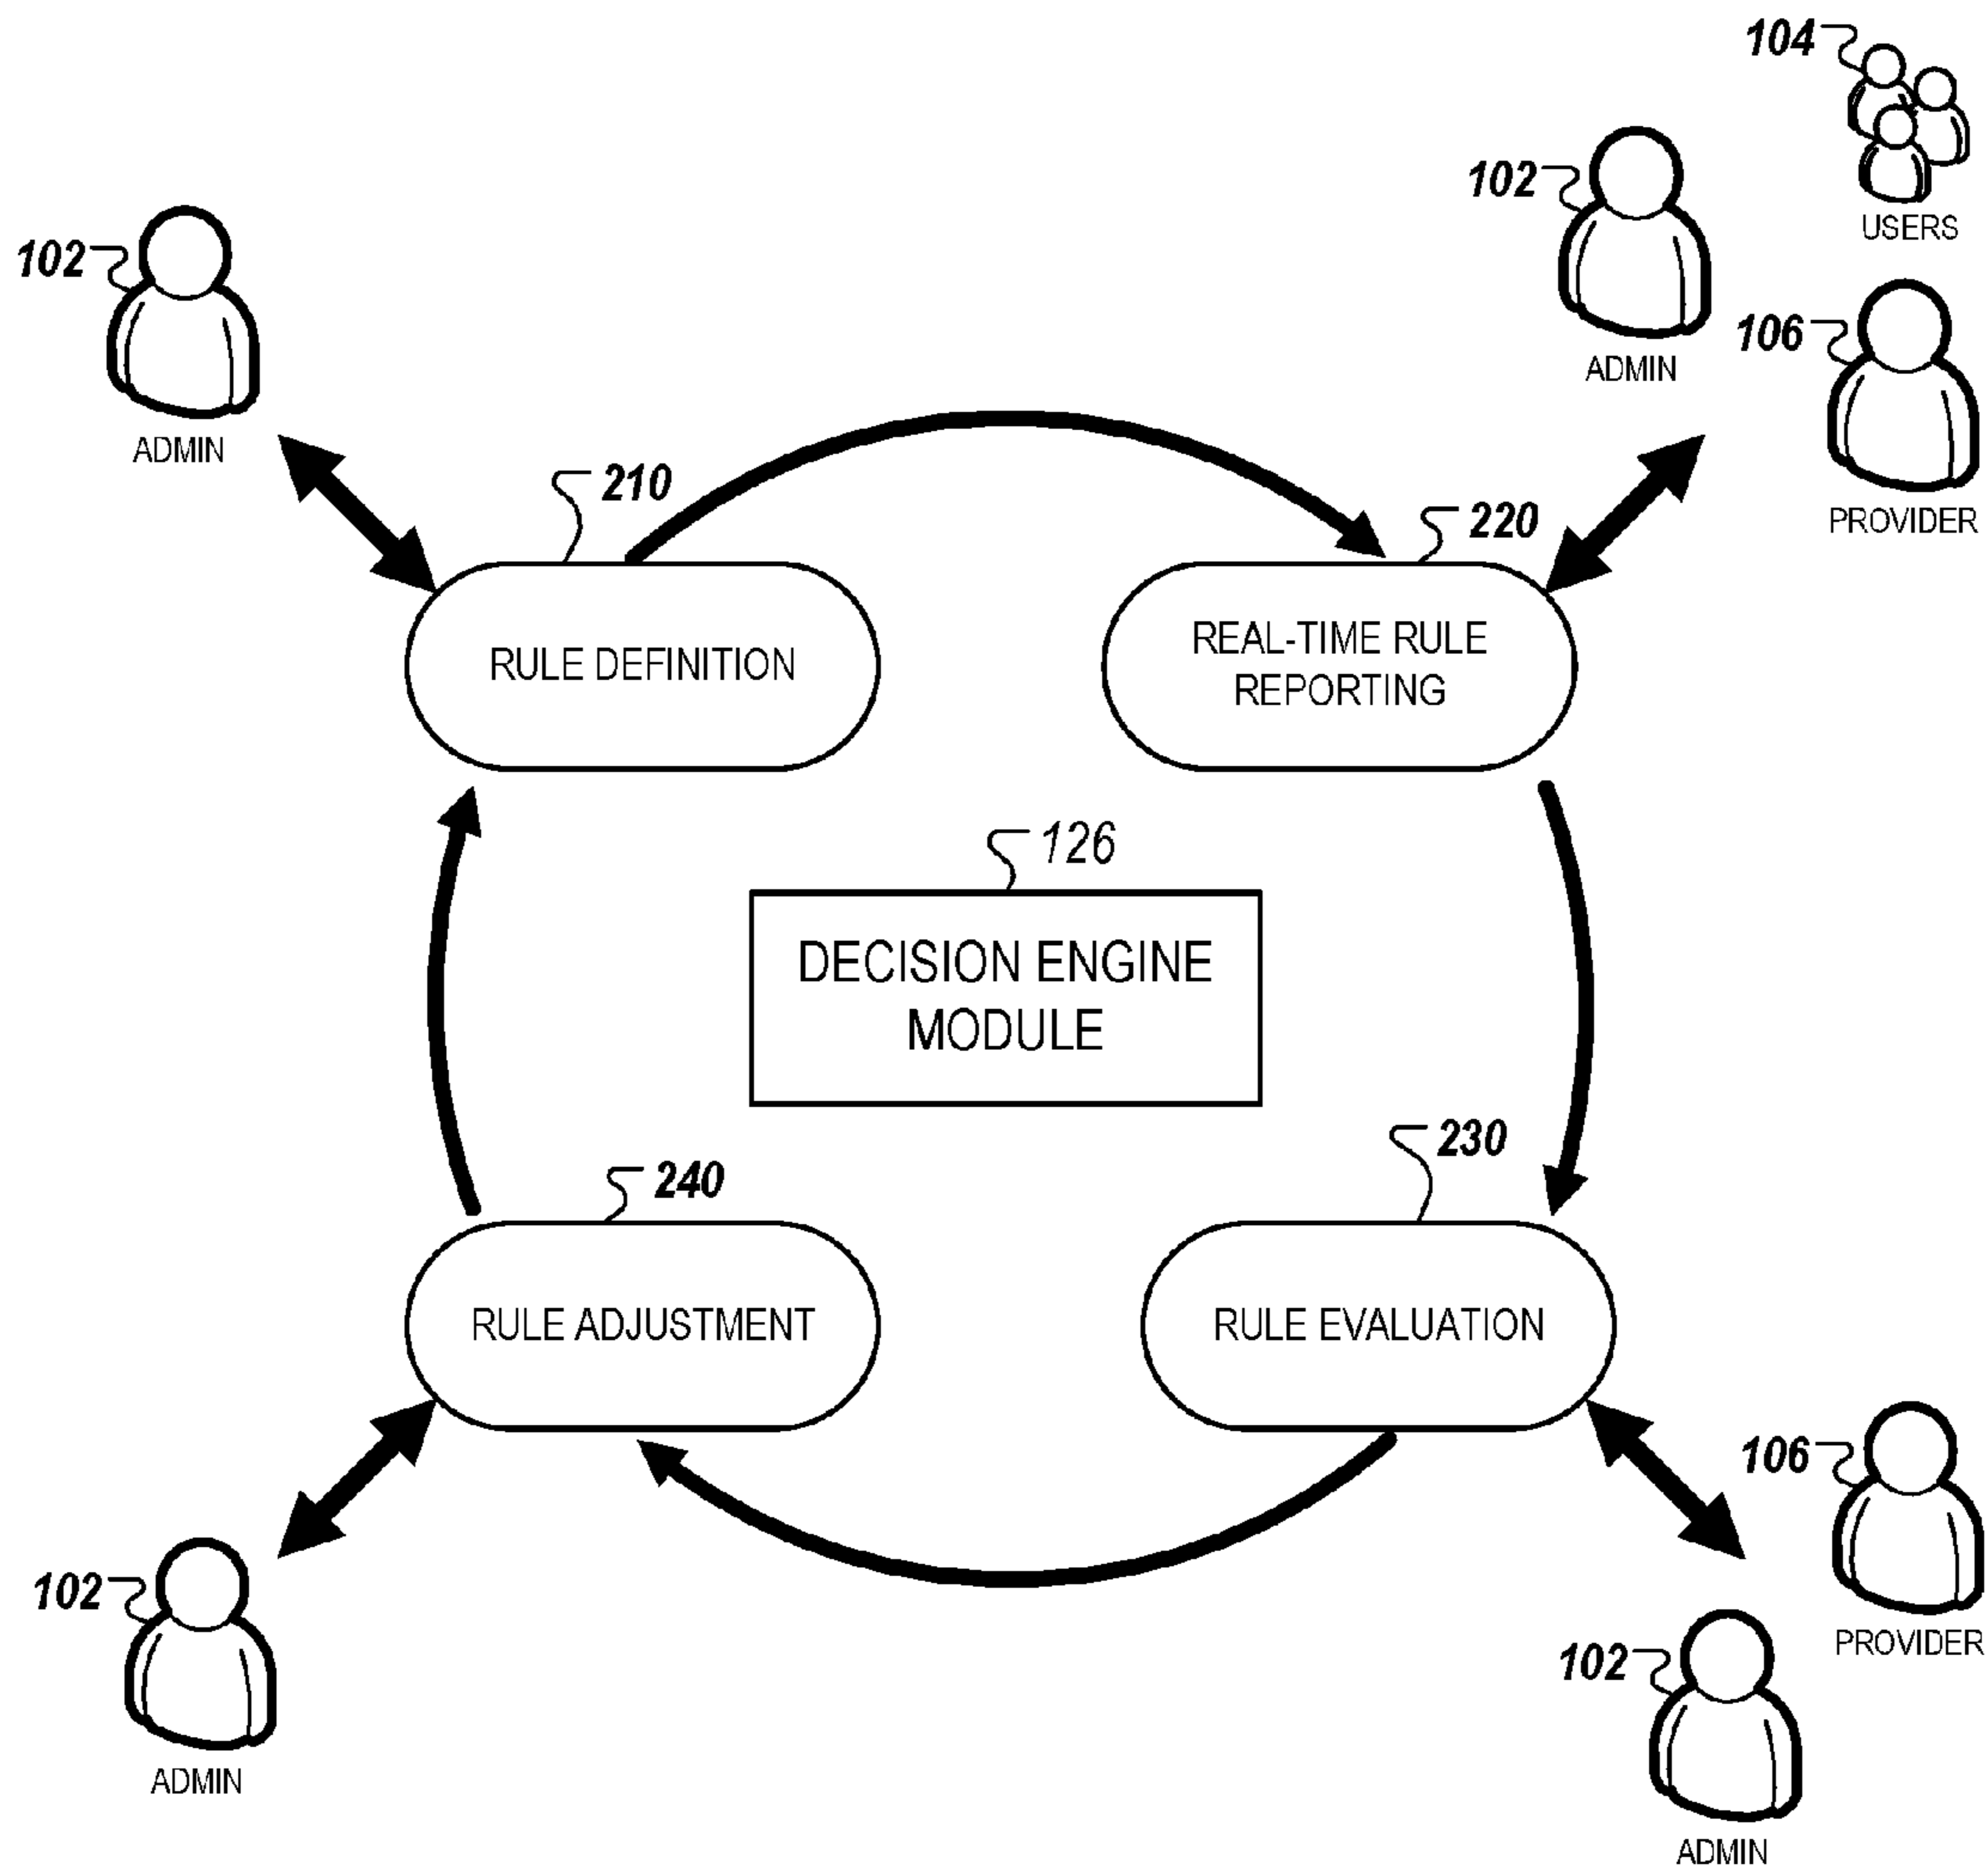 104
USERS
102
ADMIN
102
ADMIN
106
PROVIDER
210
220
RULE DEFINITION
REAL-TIME RULE
REPORTING
126
DECISION ENGINE
MODULE
240
230
RULE ADJUSTMENT
RULE EVALUATION
106
PROVIDER
102
ADMIN
102
ADMIN